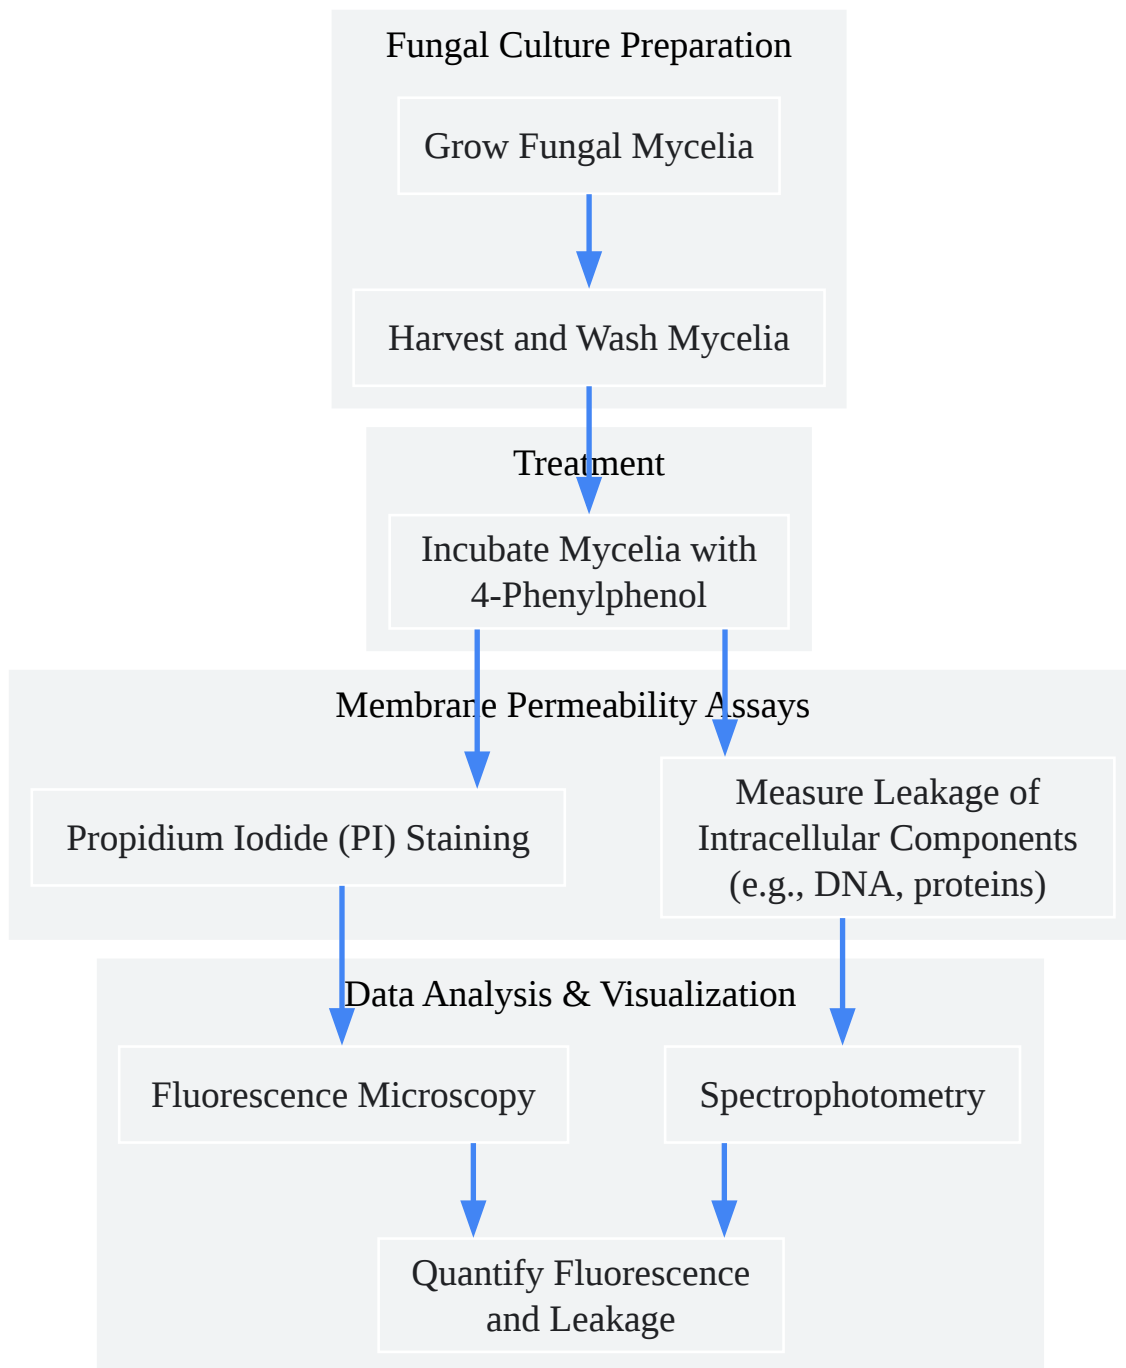 Fungal Culture Preparation
Grow Fungal Mycelia
Harvest and Wash Mycelia
Treatment
Incubate Mycelia with
4-Phenylphenol
Membrane Permeability Assays
Propidium Iodide (PI) Staining
Measure Leakage of
Intracellular Components
(e.g., DNA, proteins)
Data Analysis & Visualization
Fluorescence Microscopy
Spectrophotometry
Quantify Fluorescence
and Leakage